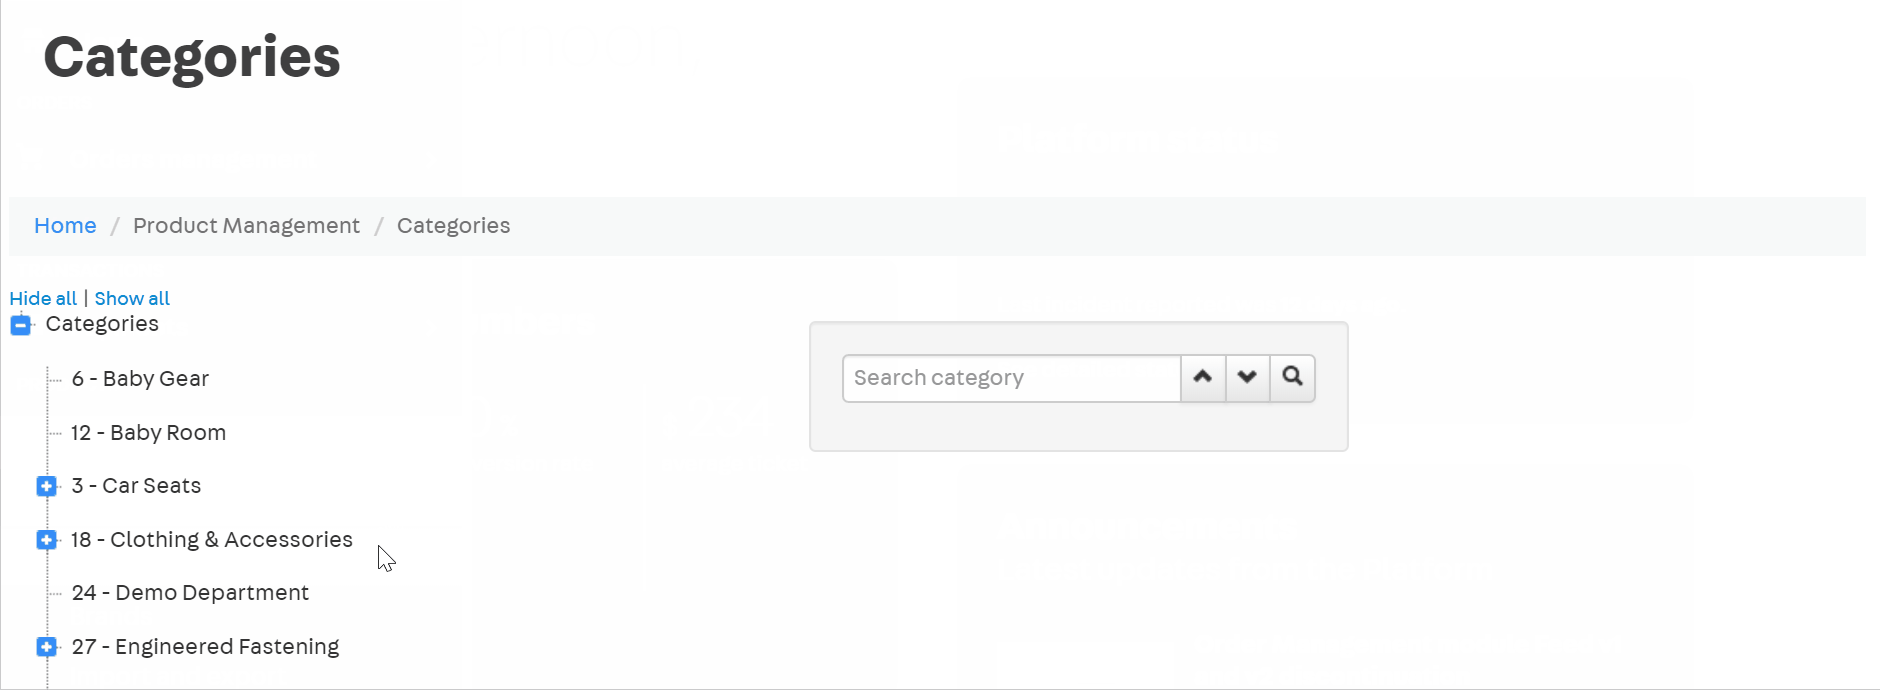 Categories
Home / Product Management / Categories
Hide all | Show all
Categories
6 - Baby Gear
12 - Baby Room
3 - Car Seats
18 - Clothing & Accessories
24 - Demo Department
27 - Engineered Fastening
Search category